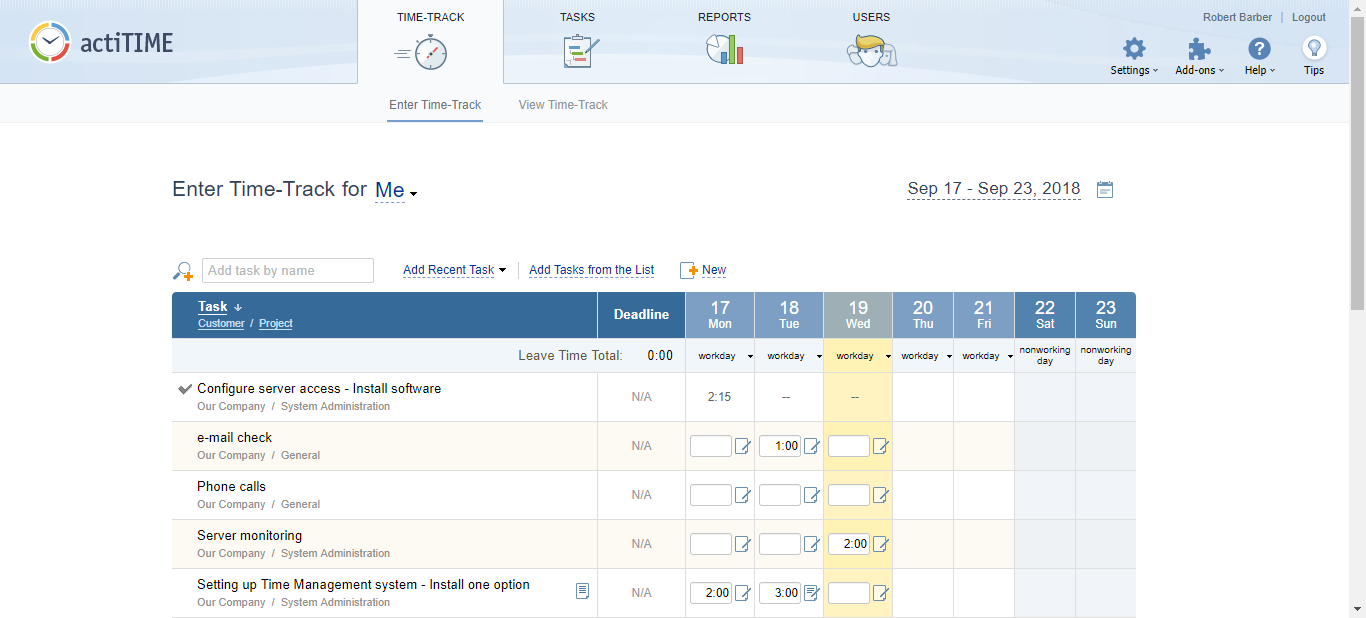 actiTIME
TIME-TRACK
TASKS
REPORTS
USERS
Robert Barber | Logout
Settings
Add-ons
Help
Tips
Enter Time-Track
View Time-Track
Enter Time-Track for Me
Sep 17 - Sep 23, 2018
Add task by name
Add Recent Task
Add Tasks from the List
New
Task
Customer / Project
Deadline
17
Mon
18
Tue
19
Wed
20
Thu
21
Fri
22
Sat
23
Sun
Leave Time Total: 0:00
workday
workday
workday
workday
workday
nonworking
day
nonworking
day
Configure server access - Install software
Our Company / System Administration
N/A
2:15
--
--
e-mail check
Our Company / General
N/A
1:00
Phone calls
Our Company / General
N/A
Server monitoring
Our Company / System Administration
N/A
2:00
Setting up Time Management system - Install one option
Our Company / System Administration
N/A
2:00
3:00